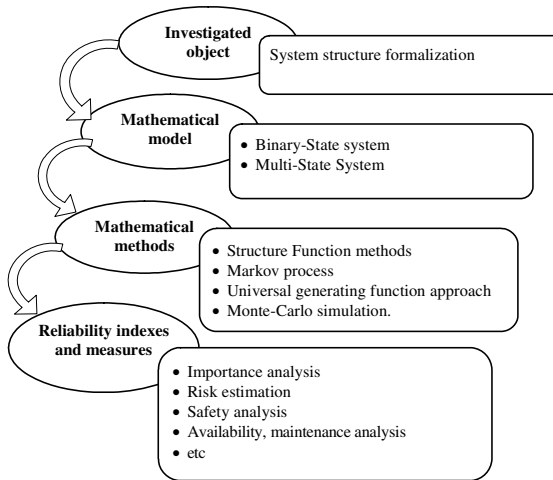 Investigated
object
System structure formalization
Mathematical
model
• Binary-State system
• Multi-State System
Mathematical
methods
• Structure Function methods
• Markov process
• Universal generating function approach
• Monte-Carlo simulation.
Reliability indexes
and measures
• Importance analysis
• Risk estimation
• Safety analysis
• Availability, maintenance analysis
• etc